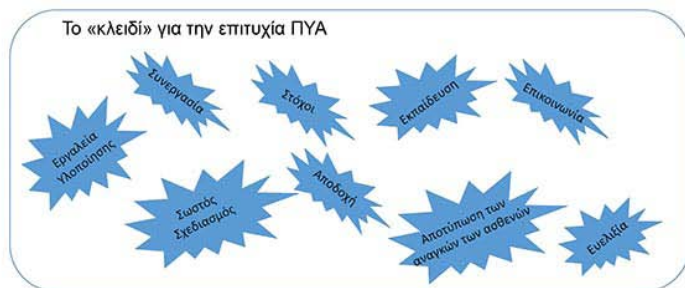 Το «κλειδί» για την επιτυχία ΠΥΑ
Συνεργασία
Στόχοι
Εκπαίδευση
Επικοινωνία
Εργαλεία
Υλοποίησης
Σωστός
Σχεδιασμός
Αποδοχή
Αποτύπωση των
αναγκών των ασθενών
Ευελιξία